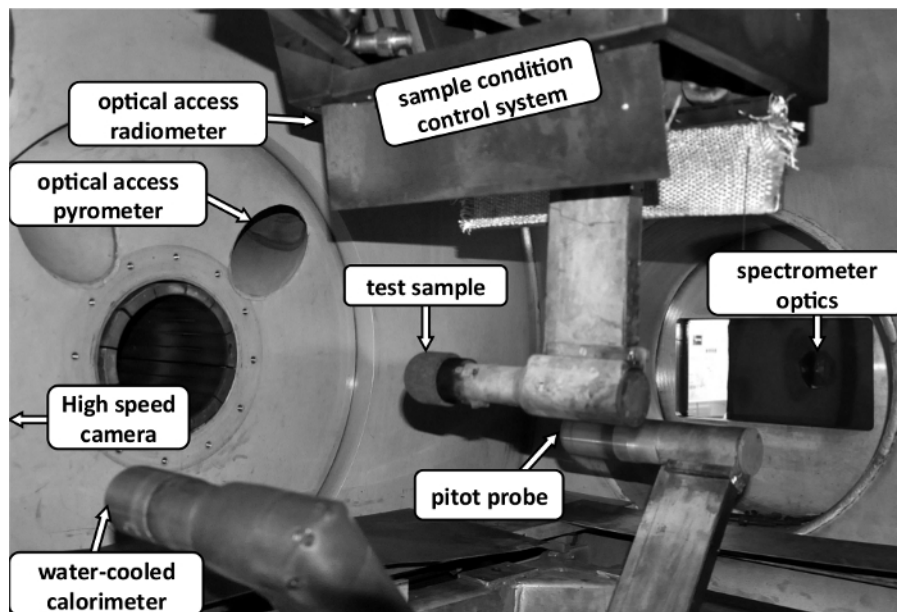 optical access
radiometer
sample condition
control system
optical access
pyrometer
test sample
spectrometer
optics
High speed
camera
pitot probe
water-cooled
calorimeter